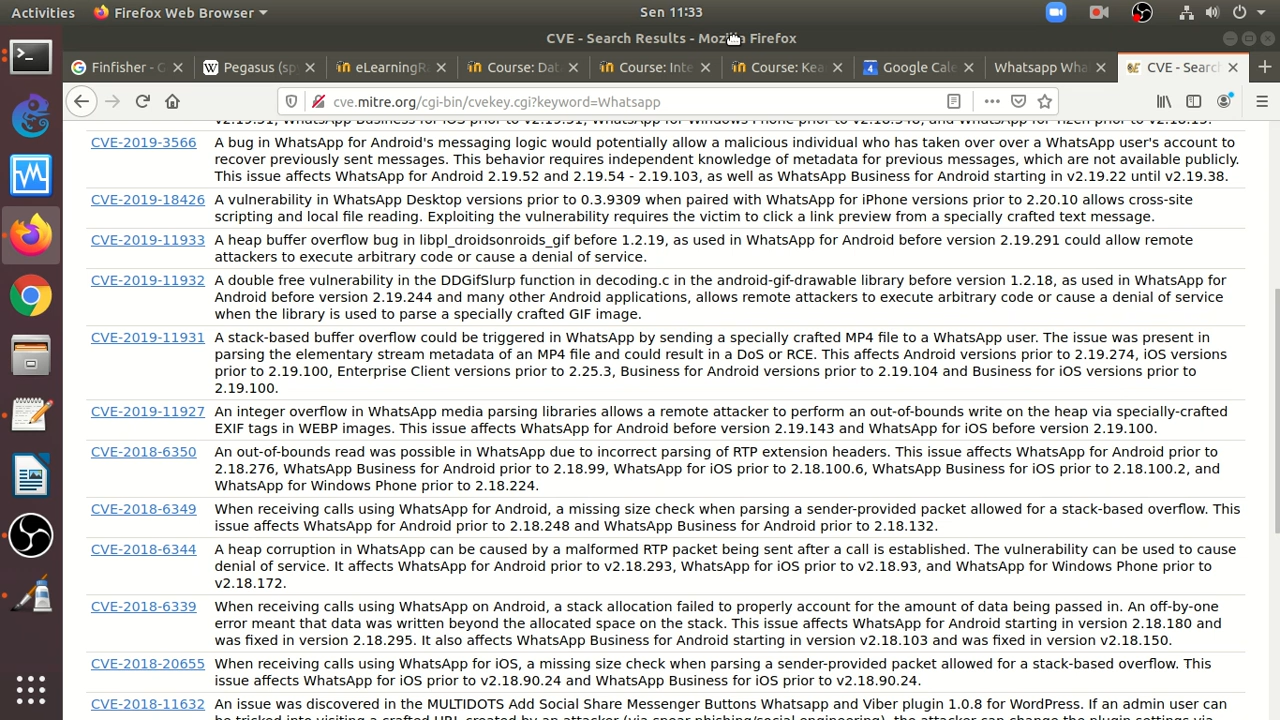 Activities Firefox Web Browser Sen 11:33
CVE - Search Results - Mozilla Firefox
Finfisher - G Pegasus (sp eLearningR Course: Dat Course: Inte Course: Kea Google Cale Whatsapp Wha CVE - Searc
cve.mitre.org/cgi-bin/cvekey.cgi?keyword=Whatsapp
CVE-2019-3566 A bug in WhatsApp for Android's messaging logic would potentially allow a malicious individual who has taken over over a WhatsApp user's account to
recover previously sent messages. This behavior requires independent knowledge of metadata for previous messages, which are not available publicly.
This issue affects WhatsApp for Android 2.19.52 and 2.19.54 - 2.19.103, as well as WhatsApp Business for Android starting in v2.19.22 until v2.19.38.
CVE-2019-18426 A vulnerability in WhatsApp Desktop versions prior to 0.3.9309 when paired with WhatsApp for iPhone versions prior to 2.20.10 allows cross-site
scripting and local file reading. Exploiting the vulnerability requires the victim to click a link preview from a specially crafted text message.
CVE-2019-11933 A heap buffer overflow bug in libpl_droidsonroids_gif before 1.2.19, as used in WhatsApp for Android before version 2.19.291 could allow remote
attackers to execute arbitrary code or cause a denial of service.
CVE-2019-11932 A double free vulnerability in the DDGifSlurp function in decoding.c in the android-gif-drawable library before version 1.2.18, as used in WhatsApp for
Android before version 2.19.244 and many other Android applications, allows remote attackers to execute arbitrary code or cause a denial of service
when the library is used to parse a specially crafted GIF image.
CVE-2019-11931 A stack-based buffer overflow could be triggered in WhatsApp by sending a specially crafted MP4 file to a WhatsApp user. The issue was present in
parsing the elementary stream metadata of an MP4 file and could result in a DoS or RCE. This affects Android versions prior to 2.19.274, iOS versions
prior to 2.19.100, Enterprise Client versions prior to 2.25.3, Business for Android versions prior to 2.19.104 and Business for iOS versions prior to
2.19.100.
CVE-2019-11927 An integer overflow in WhatsApp media parsing libraries allows a remote attacker to perform an out-of-bounds write on the heap via specially-crafted
EXIF tags in WEBP images. This issue affects WhatsApp for Android before version 2.19.143 and WhatsApp for iOS before version 2.19.100.
CVE-2018-6350 An out-of-bounds read was possible in WhatsApp due to incorrect parsing of RTP extension headers. This issue affects WhatsApp for Android prior to
2.18.276, WhatsApp Business for Android prior to 2.18.99, WhatsApp for iOS prior to 2.18.100.6, WhatsApp Business for iOS prior to 2.18.100.2, and
WhatsApp for Windows Phone prior to 2.18.224.
CVE-2018-6349 When receiving calls using WhatsApp for Android, a missing size check when parsing a sender-provided packet allowed for a stack-based overflow. This
issue affects WhatsApp for Android prior to 2.18.248 and WhatsApp Business for Android prior to 2.18.132.
CVE-2018-6344 A heap corruption in WhatsApp can be caused by a malformed RTP packet being sent after a call is established. The vulnerability can be used to cause
denial of service. It affects WhatsApp for Android prior to v2.18.293, WhatsApp for iOS prior to v2.18.93, and WhatsApp for Windows Phone prior to
v2.18.172.
CVE-2018-6339 When receiving calls using WhatsApp on Android, a stack allocation failed to properly account for the amount of data being passed in. An off-by-one
error meant that data was written beyond the allocated space on the stack. This issue affects WhatsApp for Android starting in version 2.18.180 and
was fixed in version 2.18.295. It also affects WhatsApp Business for Android starting in version v2.18.103 and was fixed in version v2.18.150.
CVE-2018-20655 When receiving calls using WhatsApp for iOS, a missing size check when parsing a sender-provided packet allowed for a stack-based overflow. This
issue affects WhatsApp for iOS prior to v2.18.90.24 and WhatsApp Business for iOS prior to v2.18.90.24.
CVE-2018-11632 An issue was discovered in the MULTIDOTS Add Social Share Messenger Buttons Whatsapp and Viber plugin 1.0.8 for WordPress. If an admin user can